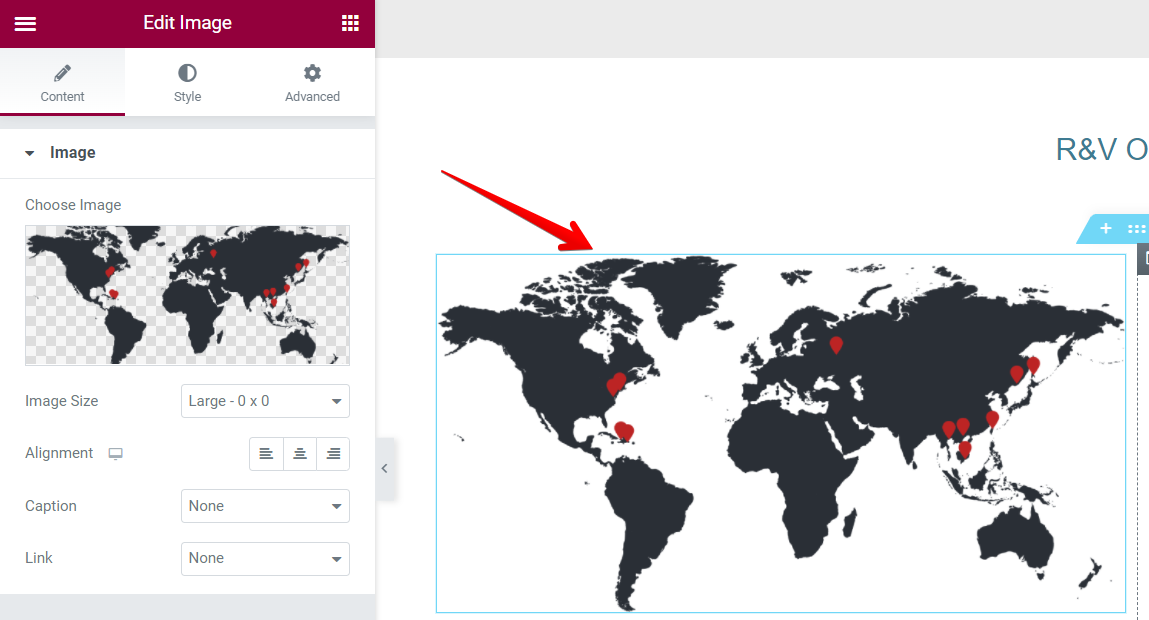 Edit Image
Content
Style
Advanced
Image
Choose Image
Image Size
Large - 0 x 0
Alignment
Caption
None
Link
None
R&V O